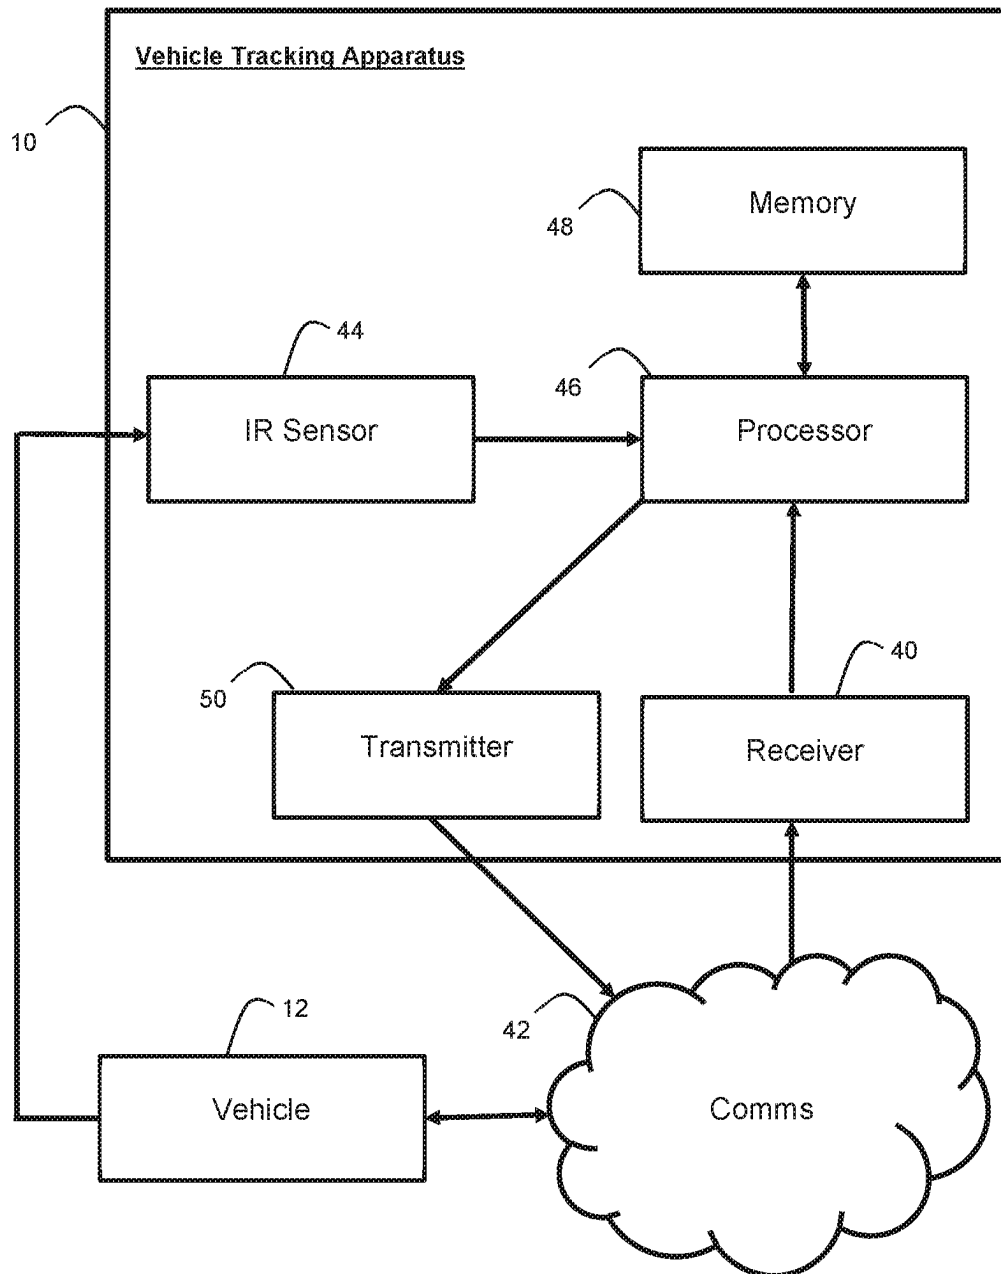 Vehicle Tracking Apparatus
10
Memory
48
44
46
IR Sensor
Processor
50
40
Transmitter
Receiver
12
42
Vehicle
Comms